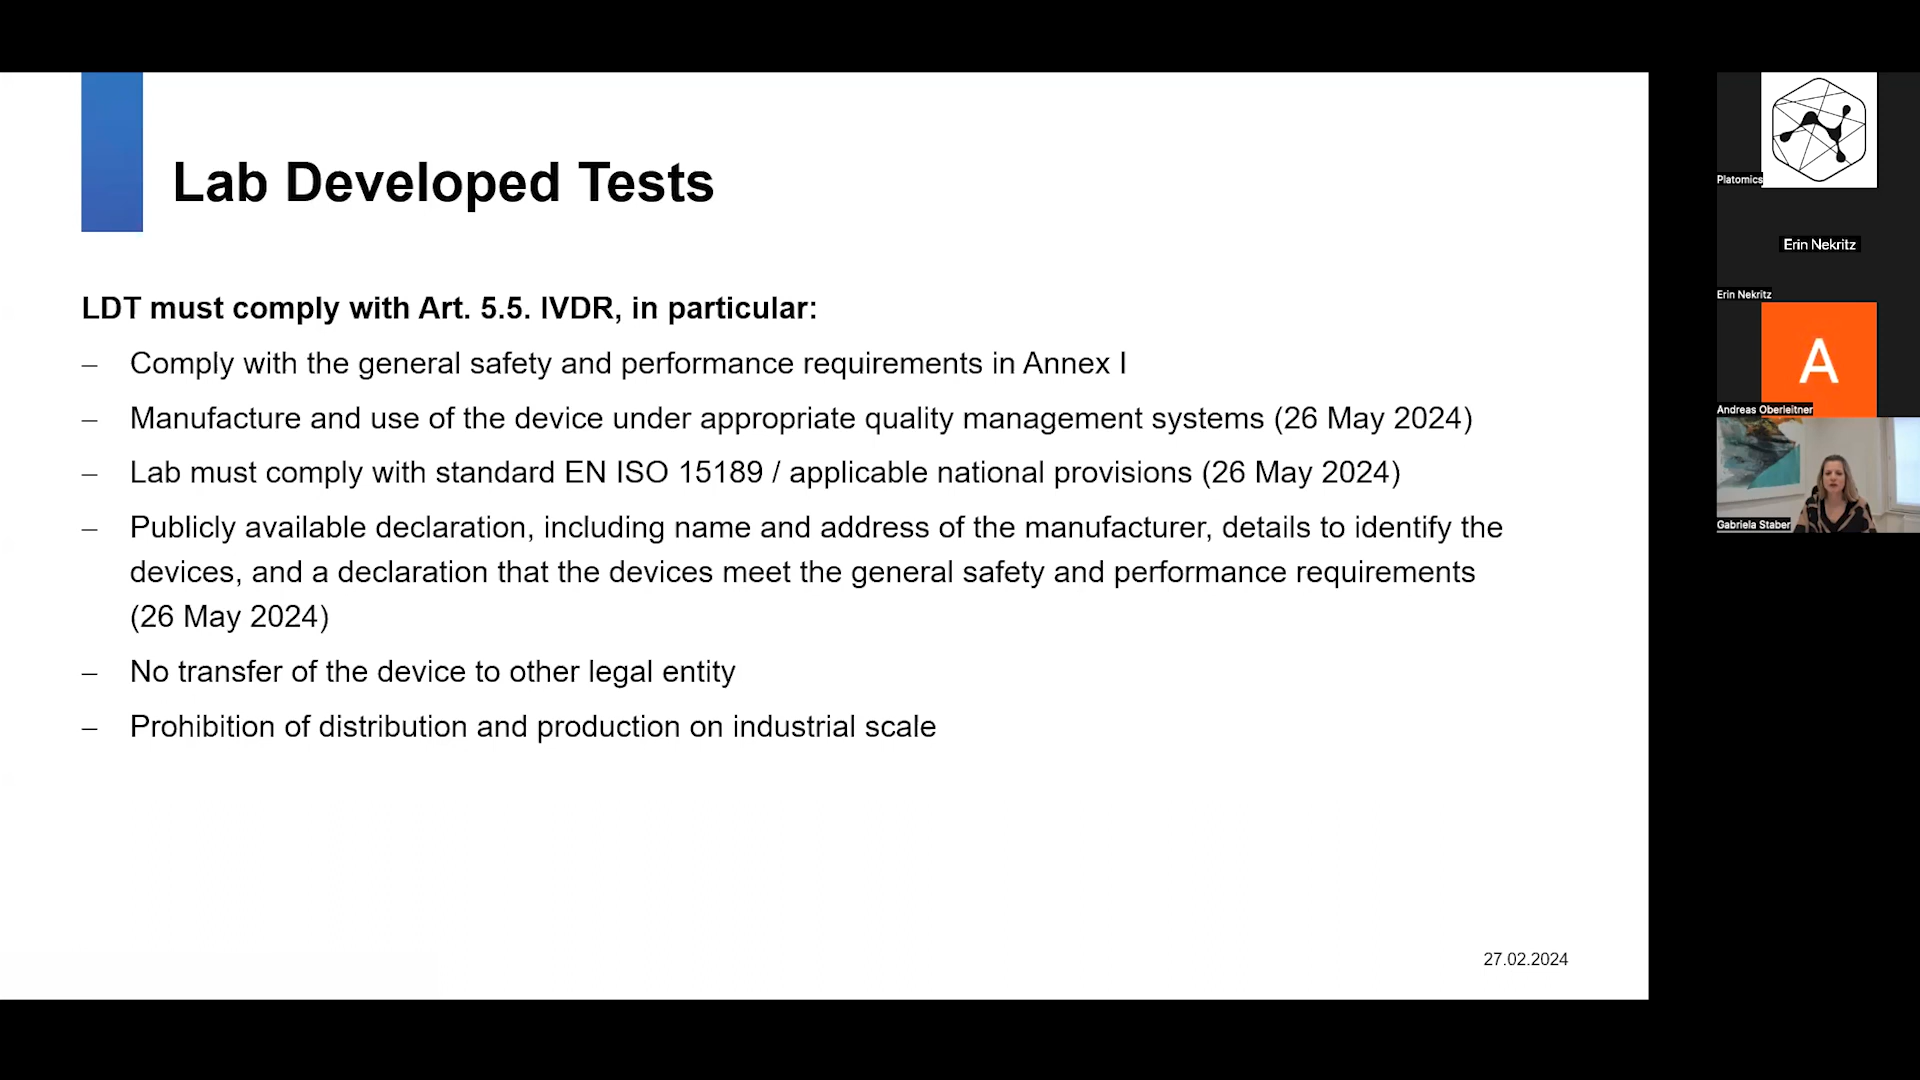 Lab Developed Tests
LDT must comply with Art. 5.5. IVDR, in particular:
– Comply with the general safety and performance requirements in Annex I
– Manufacture and use of the device under appropriate quality management systems (26 May 2024)
– Lab must comply with standard EN ISO 15189 / applicable national provisions (26 May 2024)
– Publicly available declaration, including name and address of the manufacturer, details to identify the
devices, and a declaration that the devices meet the general safety and performance requirements
(26 May 2024)
– No transfer of the device to other legal entity
– Prohibition of distribution and production on industrial scale
27.02.2024
Platomics
Erin Nekritz
Erin Nekritz
A
Andreas Oberleitner
Gabriela Staber